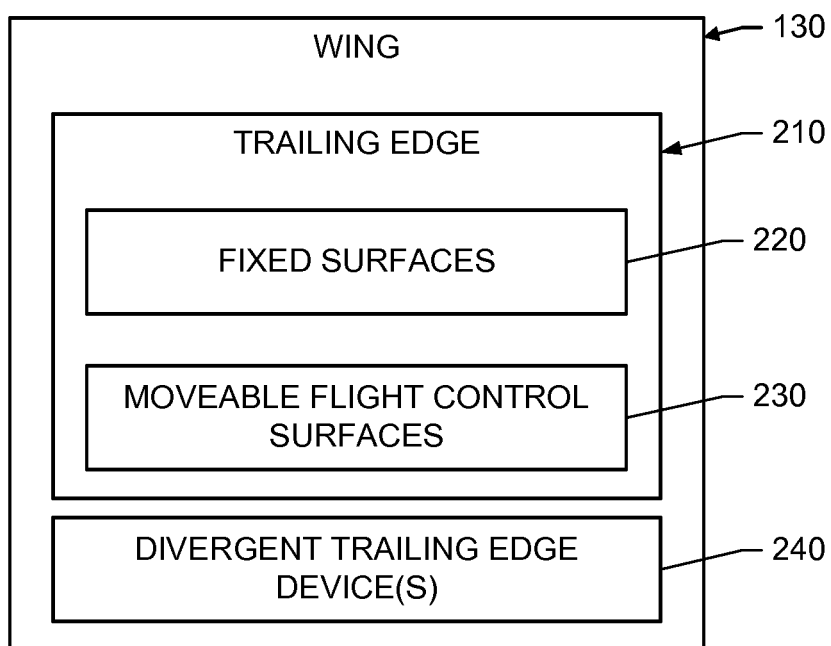 WING
130
TRAILING EDGE
210
FIXED SURFACES
220
MOVEABLE FLIGHT CONTROL
SURFACES
230
DIVERGENT TRAILING EDGE
DEVICE(S)
240